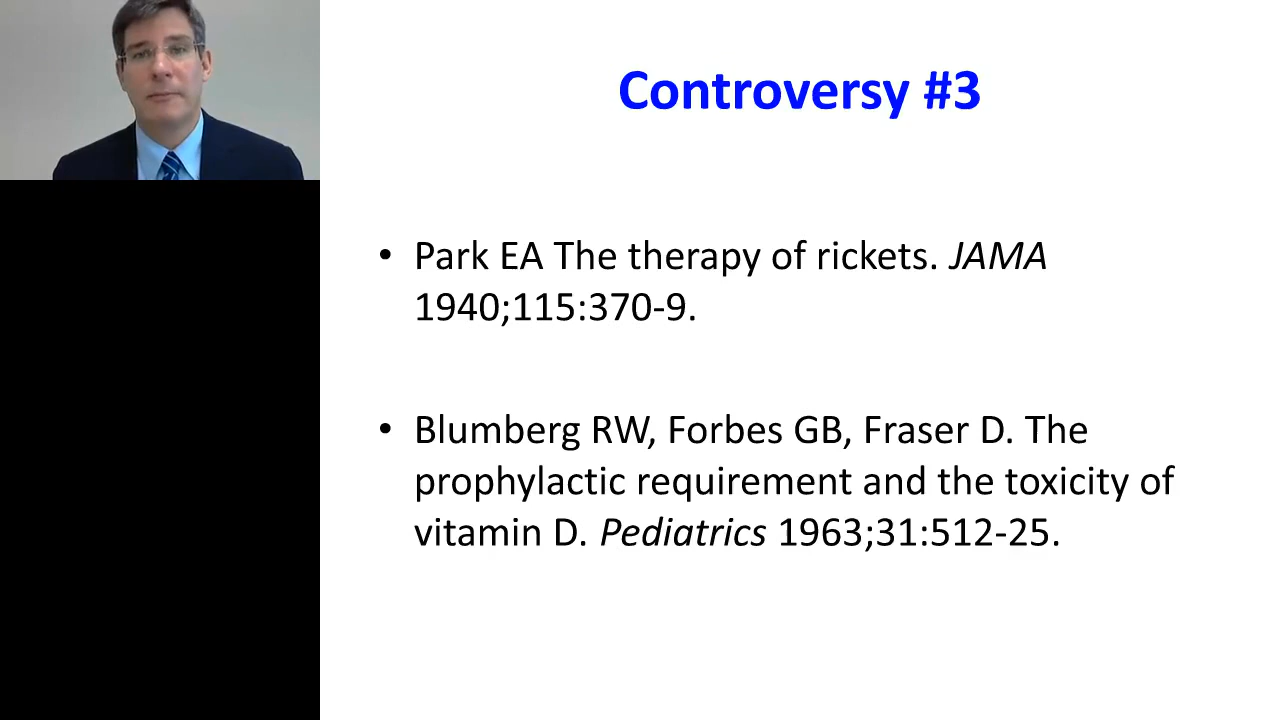 Controversy #3
• Park EA The therapy of rickets. JAMA
1940;115:370-9.
• Blumberg RW, Forbes GB, Fraser D. The
prophylactic requirement and the toxicity of
vitamin D. Pediatrics 1963;31:512-25.